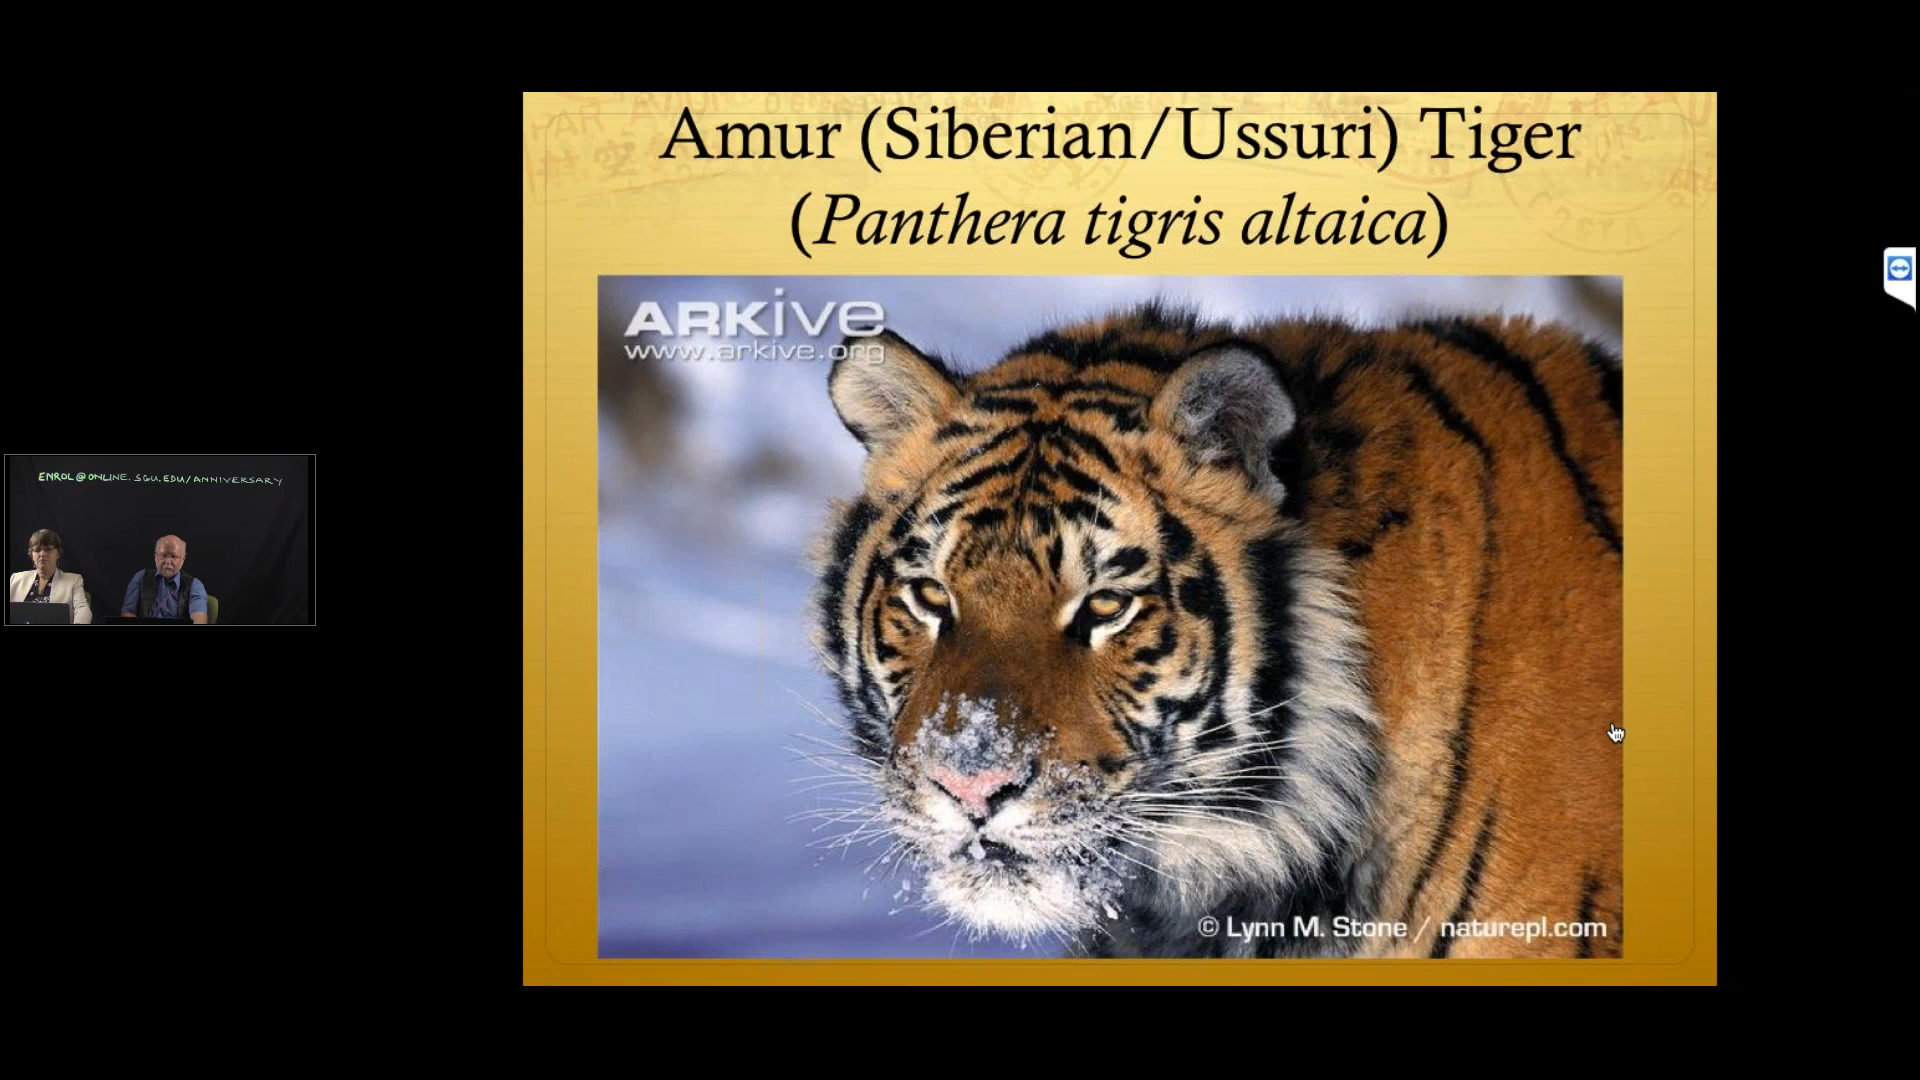 Amur (Siberian/Ussuri) Tiger
(Panthera tigris altaica)
ARKive
www.arkive.org
ENROL@ONLINE.SGU.EDU/ANNIVERSARY
© Lynn M. Stone / naturepl.com